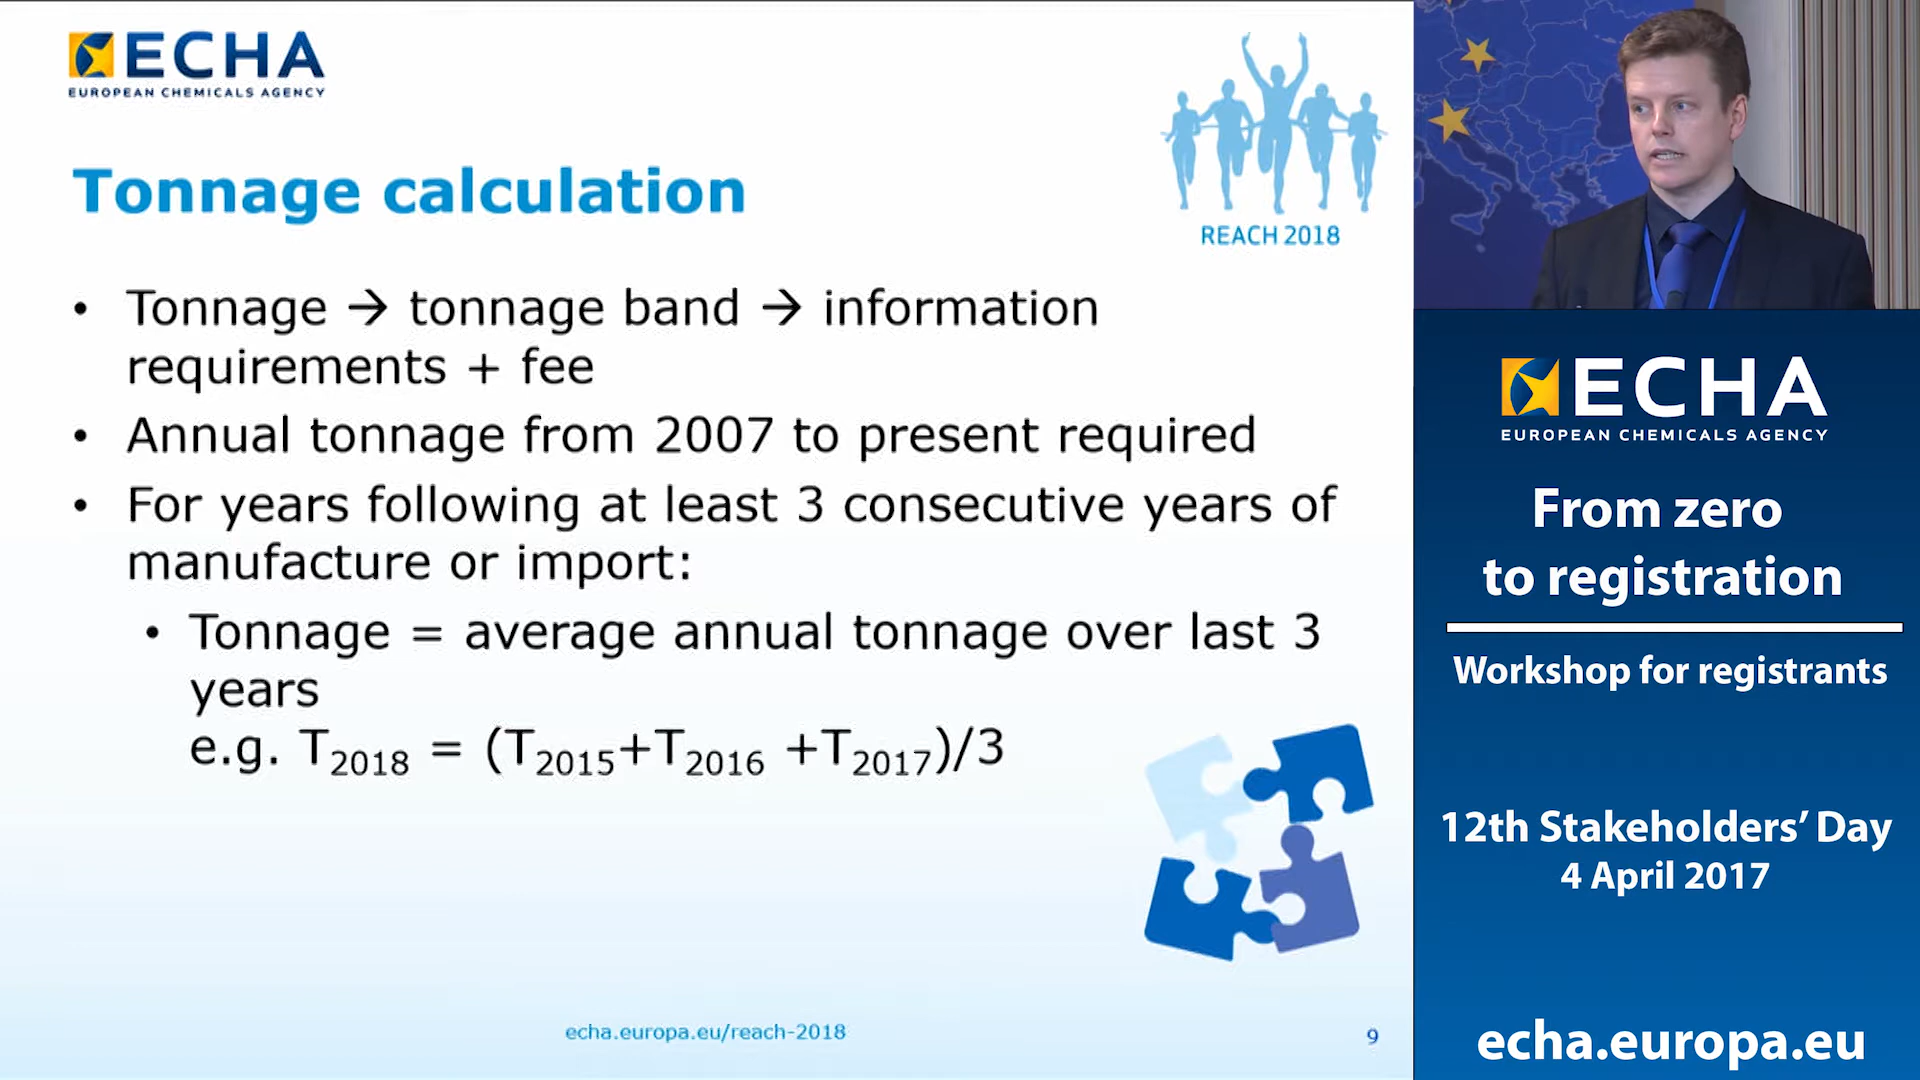 ECHA
EUROPEAN CHEMICALS AGENCY
REACH 2018
Tonnage calculation
• Tonnage → tonnage band → information
requirements + fee
• Annual tonnage from 2007 to present required
• For years following at least 3 consecutive years of
manufacture or import:
• Tonnage = average annual tonnage over last 3
years
e.g. T2018 = (T2015+T2016 +T2017)/3
echa.europa.eu/reach-2018
9
ECHA
EUROPEAN CHEMICALS AGENCY
From zero
to registration
Workshop for registrants
12th Stakeholders’ Day
4 April 2017
echa.europa.eu